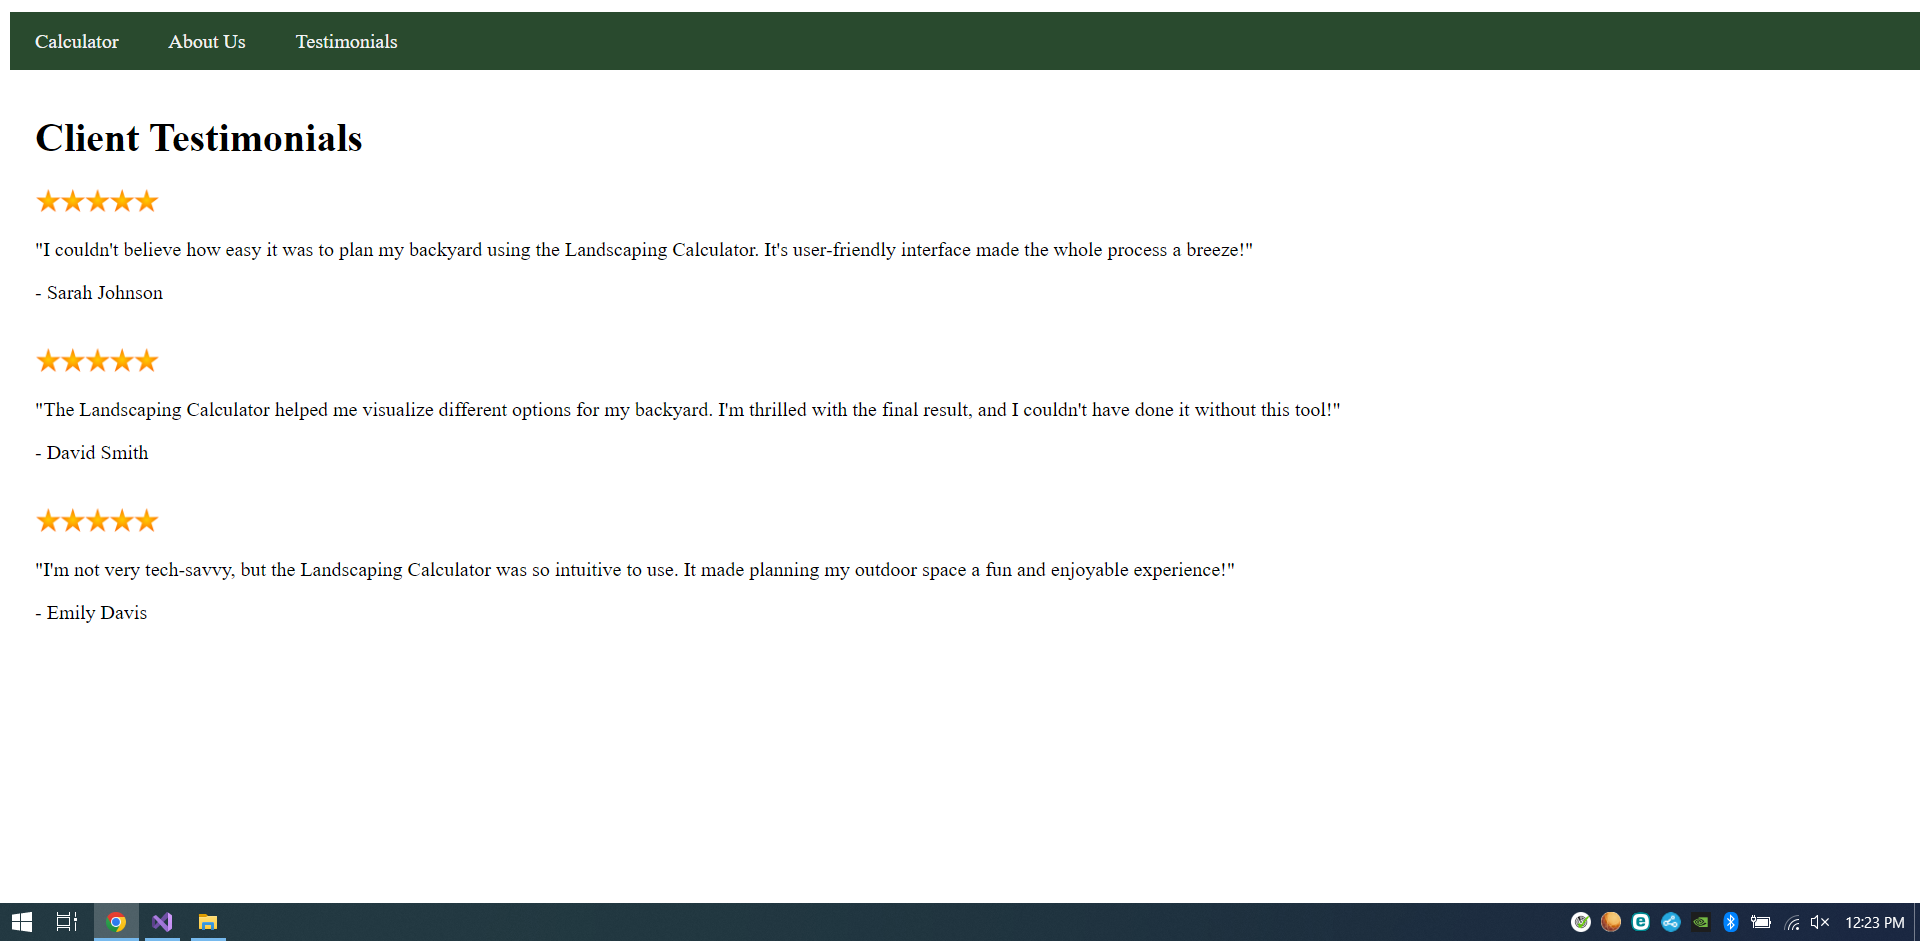 Calculator About Us Testimonials
Client Testimonials
"I couldn't believe how easy it was to plan my backyard using the Landscaping Calculator. It's user-friendly interface made the whole process a breeze!"
- Sarah Johnson
"The Landscaping Calculator helped me visualize different options for my backyard. I'm thrilled with the final result, and I couldn't have done it without this tool!"
- David Smith
"I'm not very tech-savvy, but the Landscaping Calculator was so intuitive to use. It made planning my outdoor space a fun and enjoyable experience!"
- Emily Davis
12:23 PM